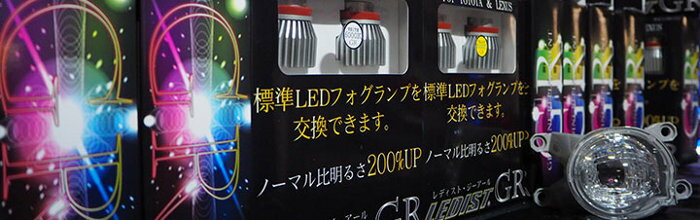 FOR TOYOTA & LEXUS
標準LEDフォグランプを
交換できます。
ノーマル比明るさ200%UP
標準LEDフォグランプを
交換できます。
ノーマル比明るさ200%UP>
レディスト・ジーアール
GR
LEDIST GR